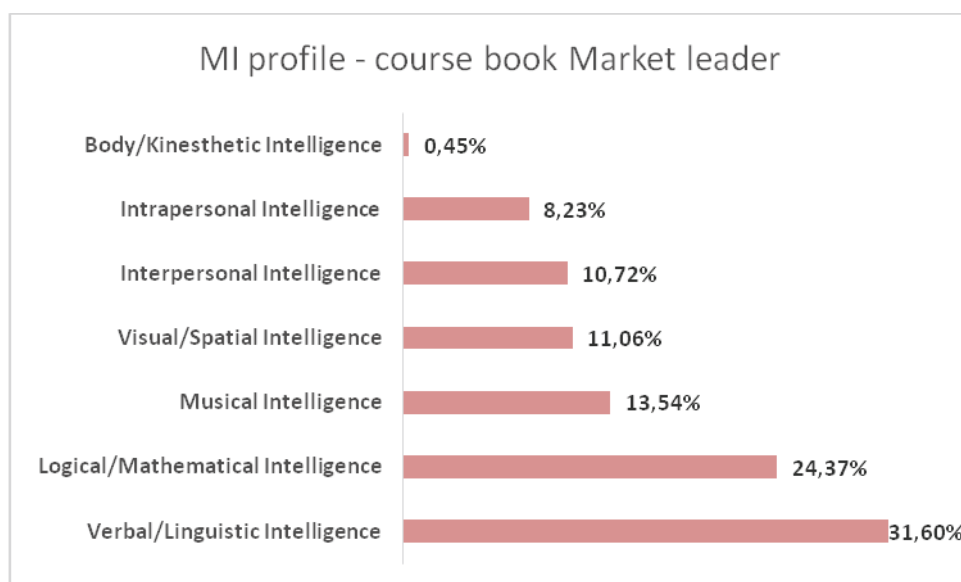 MI profile - course book Market leader
Body/Kinesthetic Intelligence 0,45%
Intrapersonal Intelligence 8,23%
Interpersonal Intelligence 10,72%
Visual/Spatial Intelligence 11,06%
Musical Intelligence 13,54%
Logical/Mathematical Intelligence 24,37%
Verbal/Linguistic Intelligence 31,60%